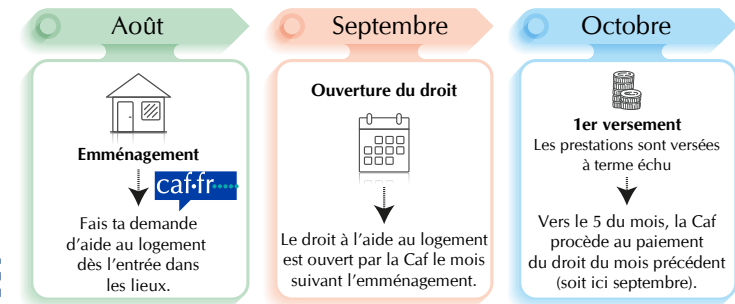 Août
Emménagement
caf.fr
Fais ta demande
d'aide au logement
dès l'entrée dans
les lieux.
Septembre
Ouverture du droit
Le droit à l'aide au logement
est ouvert par la Caf le mois
suivant l'emménagement.
Octobre
1er versement
Les prestations sont versées
à terme échu
Vers le 5 du mois, la Caf
procède au paiement
du droit du mois précédent
(soit ici septembre).